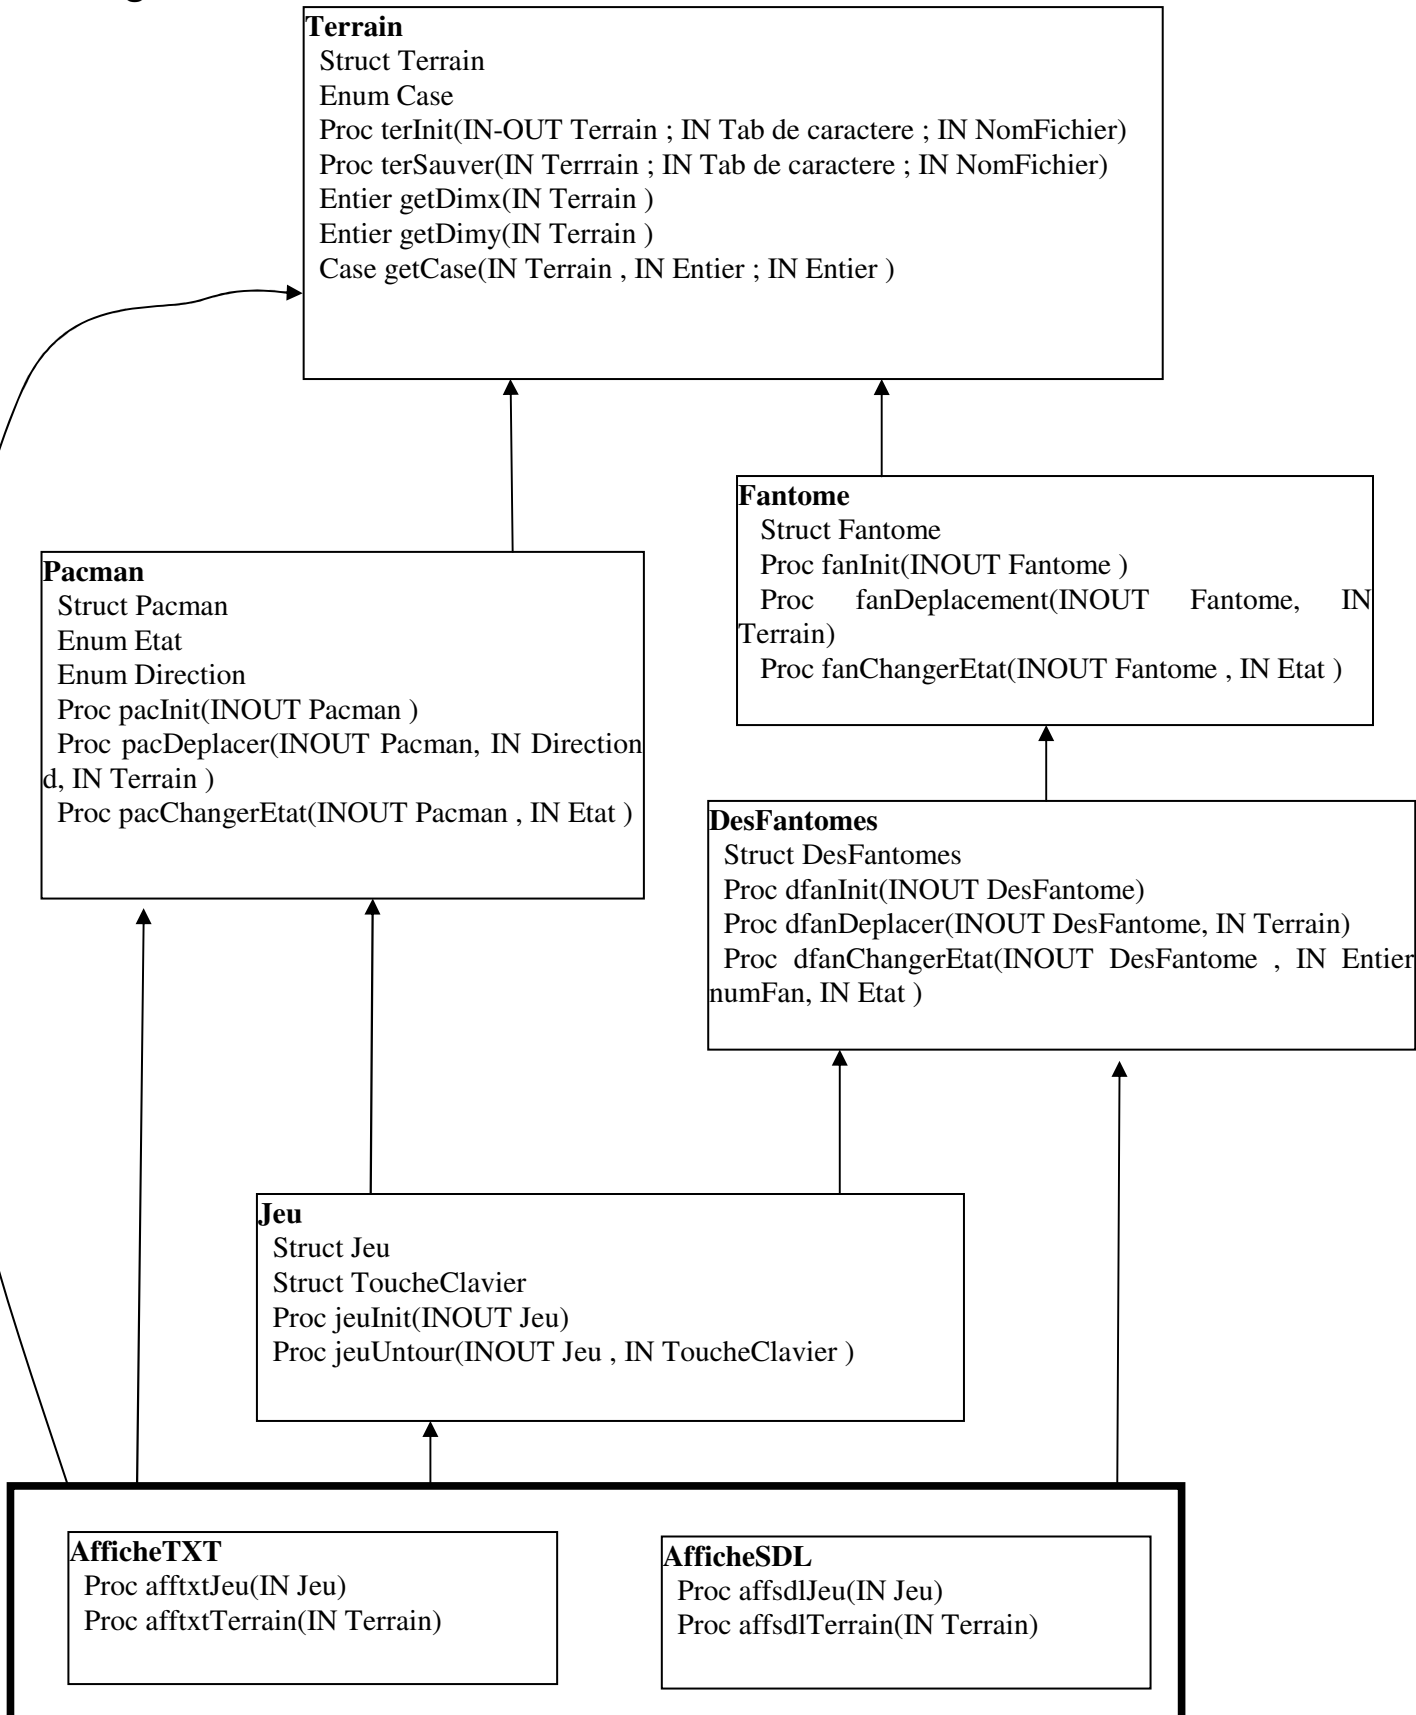 Terrain
Struct Terrain
Enum Case
Proc terInit(IN-OUT Terrain ; IN Tab de caractere ; IN NomFichier)
Proc terSauver(IN Terrrain ; IN Tab de caractere ; IN NomFichier)
Entier getDimx(IN Terrain )
Entier getDimy(IN Terrain )
Case getCase(IN Terrain , IN Entier ; IN Entier )
Fantome
Struct Fantome
Proc fanInit(INOUT Fantome )
Proc fanDeplacement(INOUT Fantome, IN
Terrain)
Proc fanChangerEtat(INOUT Fantome , IN Etat )
Pacman
Struct Pacman
Enum Etat
Enum Direction
Proc pacInit(INOUT Pacman )
Proc pacDeplacer(INOUT Pacman, IN Direction
d, IN Terrain )
Proc pacChangerEtat(INOUT Pacman , IN Etat )
DesFantomes
Struct DesFantomes
Proc dfanInit(INOUT DesFantome)
Proc dfanDeplacer(INOUT DesFantome, IN Terrain)
Proc dfanChangerEtat(INOUT DesFantome , IN Entier
numFan, IN Etat )
Jeu
Struct Jeu
Struct ToucheClavier
Proc jeuInit(INOUT Jeu)
Proc jeuUntour(INOUT Jeu , IN ToucheClavier )
AfficheTXT
Proc afftxtJeu(IN Jeu)
Proc afftxtTerrain(IN Terrain)
AfficheSDL
Proc affsdlJeu(IN Jeu)
Proc affsdlTerrain(IN Terrain)